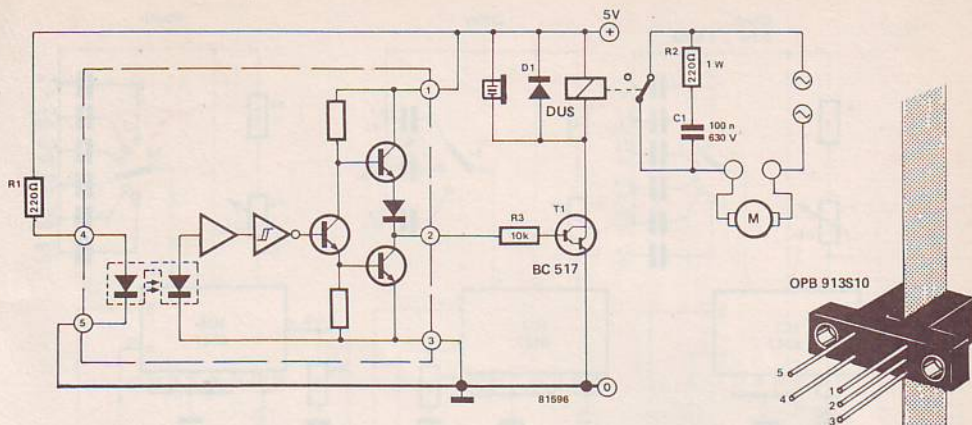 5V
+
R1
220Ω
4
5
1
2
3
D1
DUS
R2
220Ω
1 W
C1
100 n
630 V
M
R3
10k
T1
BC 517
0
81596
OPB 913S10
5
4
1
2
3